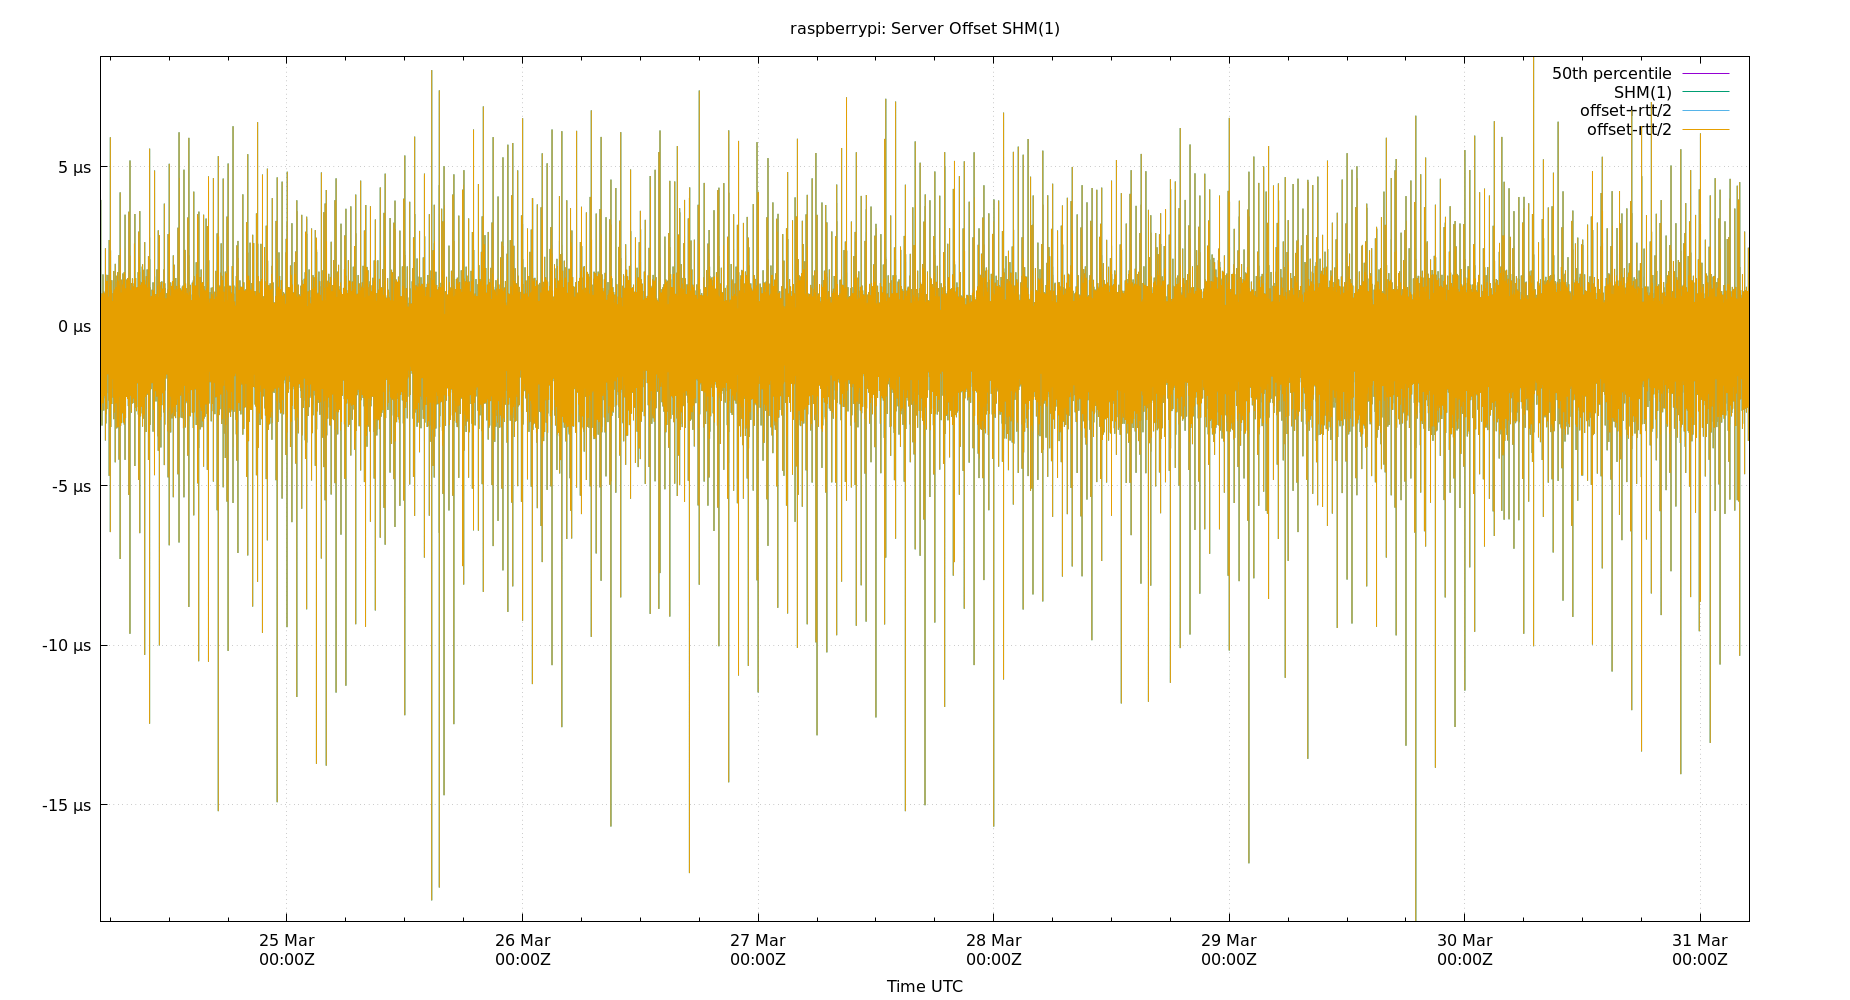 raspberrypi: Server Offset SHM(1)
50th percentile
SHM(1)
offset+rtt/2
offset-rtt/2
5 µs
0 µs
-5 µs
-10 µs
-15 µs
25 Mar 26 Mar 27 Mar 28 Mar 29 Mar 30 Mar 31 Mar
00:00Z 00:00Z 00:00Z 00:00Z 00:00Z 00:00Z 00:00Z
Time UTC